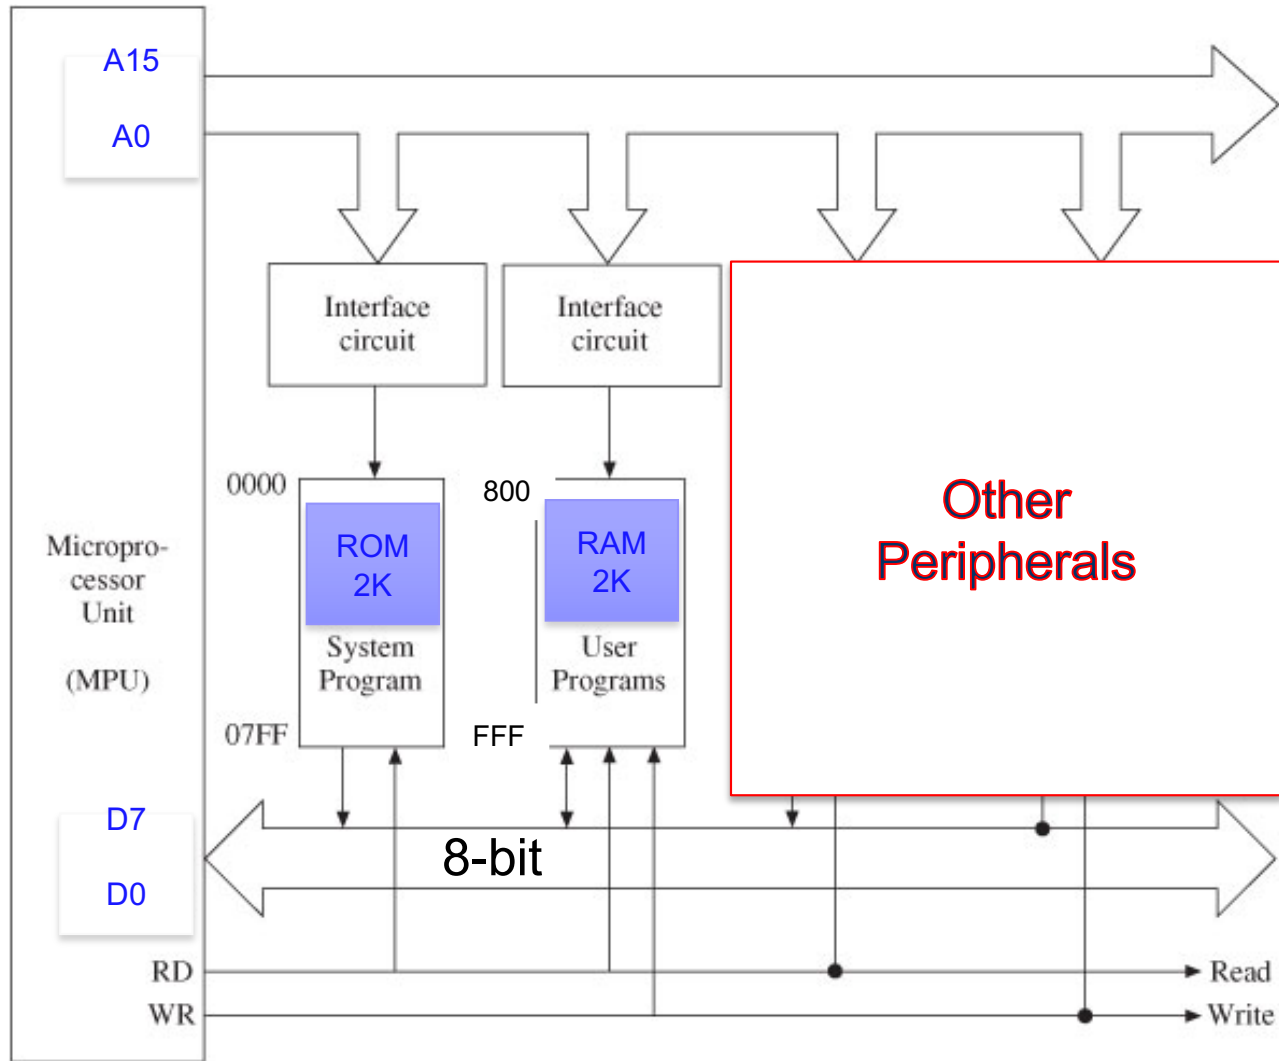 A15
A0
Interface
circuit
Interface
circuit
0000
800
ROM
2K
RAM
2K
Other
Peripherals
Micropro-
cessor
Unit
(MPU)
System
Program
User
Programs
07FF
FFF
D7
D0
8-bit
RD
Read
WR
Write